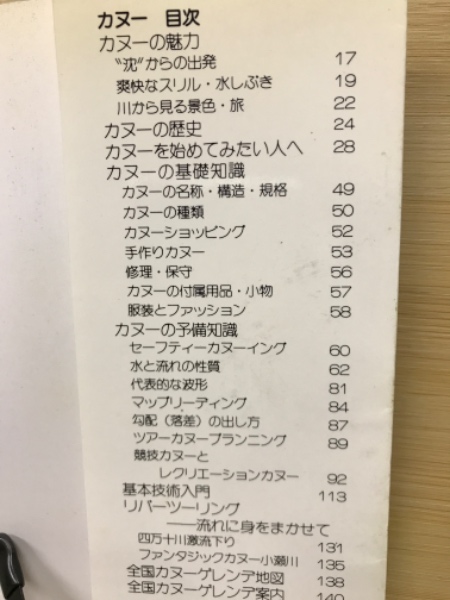 カヌー 目次
カヌーの魅力
〝沈〟からの出発 17
爽快なスリル・水しぶき 19
川から見る景色・旅 22
カヌーの歴史 24
カヌーを始めてみたい人へ 28
カヌーの基礎知識
カヌーの名称・構造・規格 49
カヌーの種類 50
カヌーショッピング 52
手作りカヌー 53
修理・保守 56
カヌーの付属用品・小物 57
服装とファッション 58
カヌーの予備知識
セーフティーカヌーイング 60
水と流れの性質 62
代表的な波形 81
マップリーディング 84
勾配（落差）の出し方 87
ツアーカヌープランニング 89
競技カヌーと
レクリエーションカヌー 92
基本技術入門 113
リバーツーリング
――流れに身をまかせて
四万十川激流下り 131
ファンタジックカヌー小瀬川 135
全国カヌーゲレンデ地図 138
全国カヌーゲレンデ案内 140